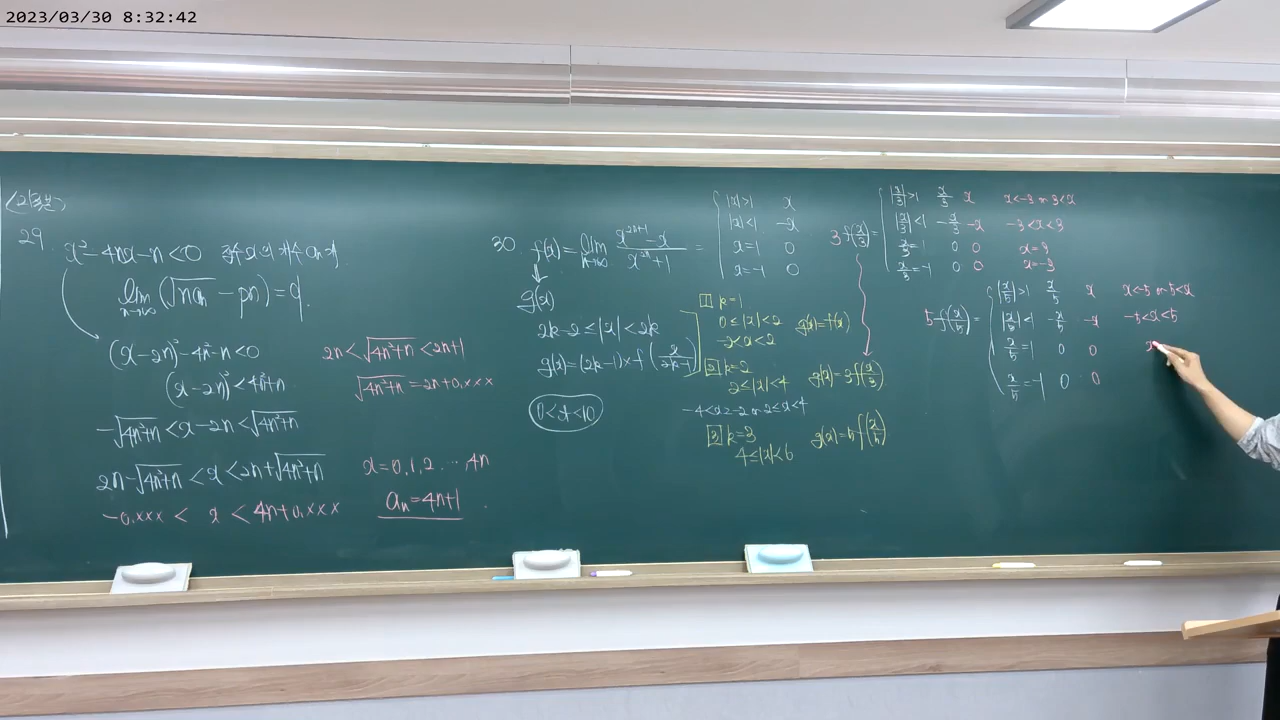 2023/03/30 8:32:42
29. x²-4nx-n<0 정수 x의 개수 aₙ
lim n→∞ (√(naₙ) - pn) = q.
(x-2n)²-4n²-n<0
(x-2n)²<4n²+n
-√(4n²+n) < x-2n < √(4n²+n)
2n-√(4n²+n) < x < 2n+√(4n²+n)
-0.xxx < x < 4n+0.xxx
2n < √(4n²+n) < 2n+1
√(4n²+n) = 2n+0.xxx
x=0, 1, 2 ⋯, 4n
aₙ=4n+1
30. f(x) = lim n→∞ (x^(2n+1) - x)/(x^(2n)+1) =
|x|>1 x
|x|<1 -x
x=1 0
x=-1 0
g(x)
2k-2 ≤ |x| < 2k
g(x)=(2k-1)×f(x/(2k-1))
0<x<10
1 k=1
0≤|x|<2 g(x)=f(x)
-2<x<2
2 k=2
2≤|x|<4 g(x)=3f(x/3)
-4<x≤-2 or 2≤x<4
3 k=3
4≤|x|<6 g(x)=5f(x/5)
3f(x/3)=
|x/3|>1 x/3 x x<-3 or 3<x
|x/3|<1 -x/3 -x -3<x<3
x/3=1 0 0 x=3
x/3=-1 0 0 x=-3
5f(x/5)=
|x/5|>1 x/5 x x<-5 or 5<x
|x/5|<1 -x/5 -x -5<x<5
x/5=1 0 0 x
x/5=-1 0 0